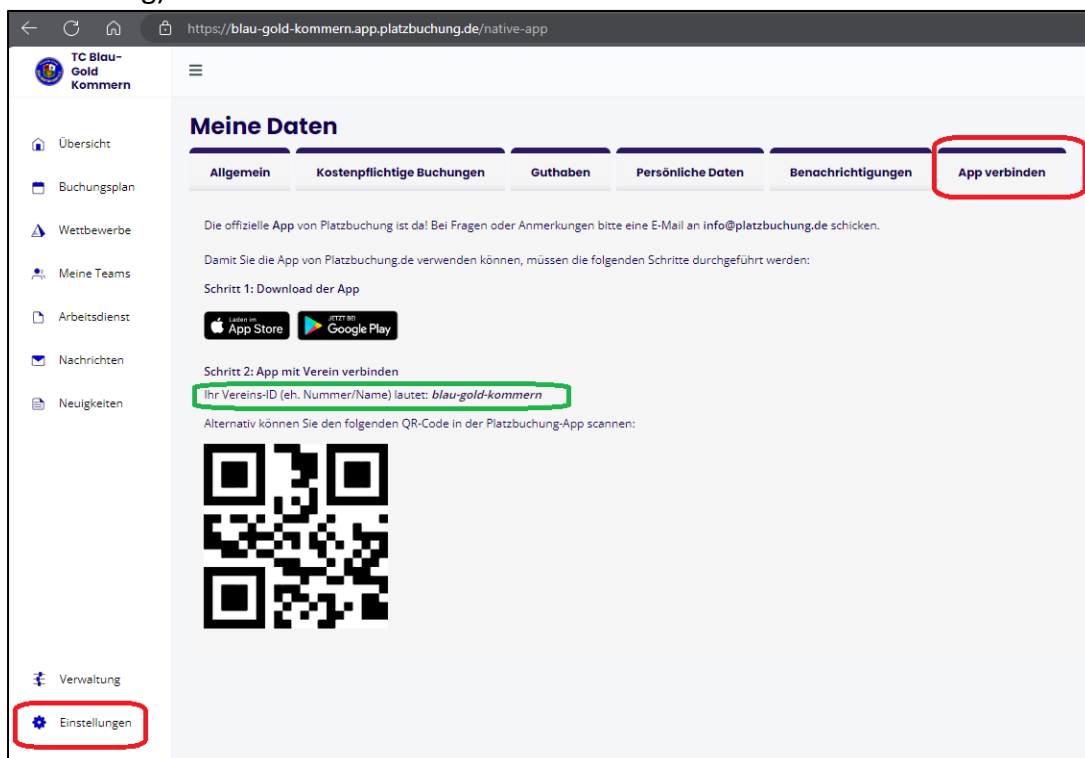 https://blau-gold-kommern.app.platzbuchung.de/native-app
TC Blau-
Gold
Kommern
Übersicht
Buchungsplan
Wettbewerbe
Meine Teams
Arbeitsdienst
Nachrichten
Neuigkeiten
Verwaltung
Einstellungen
Meine Daten
Allgemein Kostenpflichtige Buchungen Guthaben Persönliche Daten Benachrichtigungen App verbinden
Die offizielle App von Platzbuchung ist da! Bei Fragen oder Anmerkungen bitte eine E-Mail an info@platzbuchung.de schicken.
Damit Sie die App von Platzbuchung.de verwenden können, müssen die folgenden Schritte durchgeführt werden:
Schritt 1: Download der App
Laden im
App Store
JETZT BEI
Google Play
Schritt 2: App mit Verein verbinden
Ihr Vereins-ID (eh. Nummer/Name) lautet: blau-gold-kommern
Alternativ können Sie den folgenden QR-Code in der Platzbuchung-App scannen: